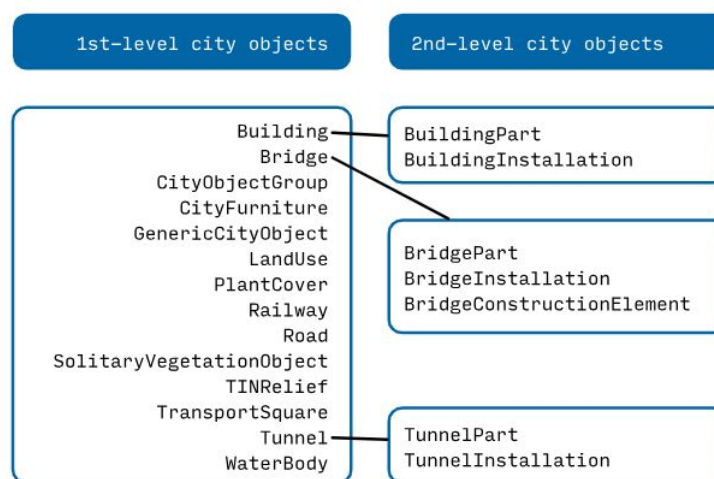 1st-level city objects
2nd-level city objects
Building
Bridge
CityObjectGroup
CityFurniture
GenericCityObject
LandUse
PlantCover
Railway
Road
SolitaryVegetationObject
TINRelief
TransportSquare
Tunnel
WaterBody
BuildingPart
BuildingInstallation
BridgePart
BridgeInstallation
BridgeConstructionElement
TunnelPart
TunnelInstallation